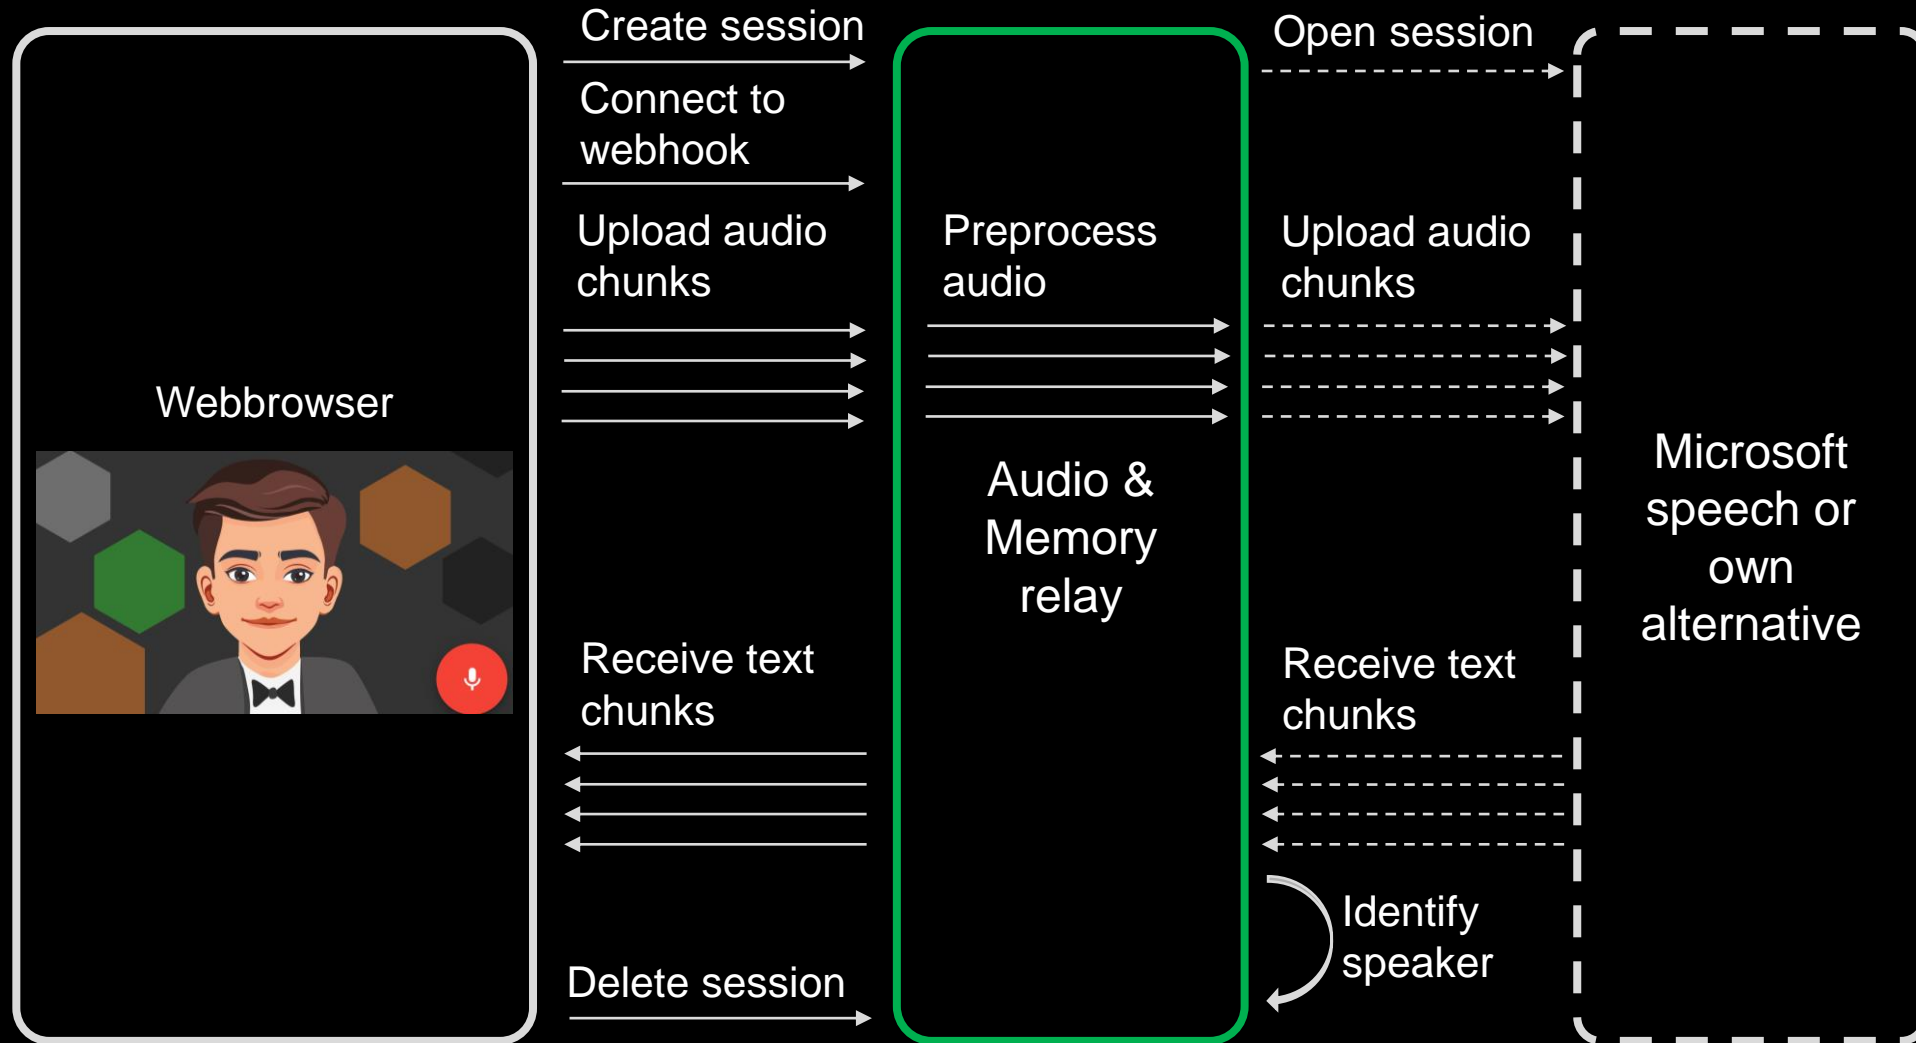 Create session
Connect to
webhook
Upload audio
chunks
Webbrowser
Receive text
chunks
Delete session
Preprocess
audio
Audio &
Memory
relay
Open session
Upload audio
chunks
Receive text
chunks
Identify
speaker
Microsoft
speech or
own
alternative